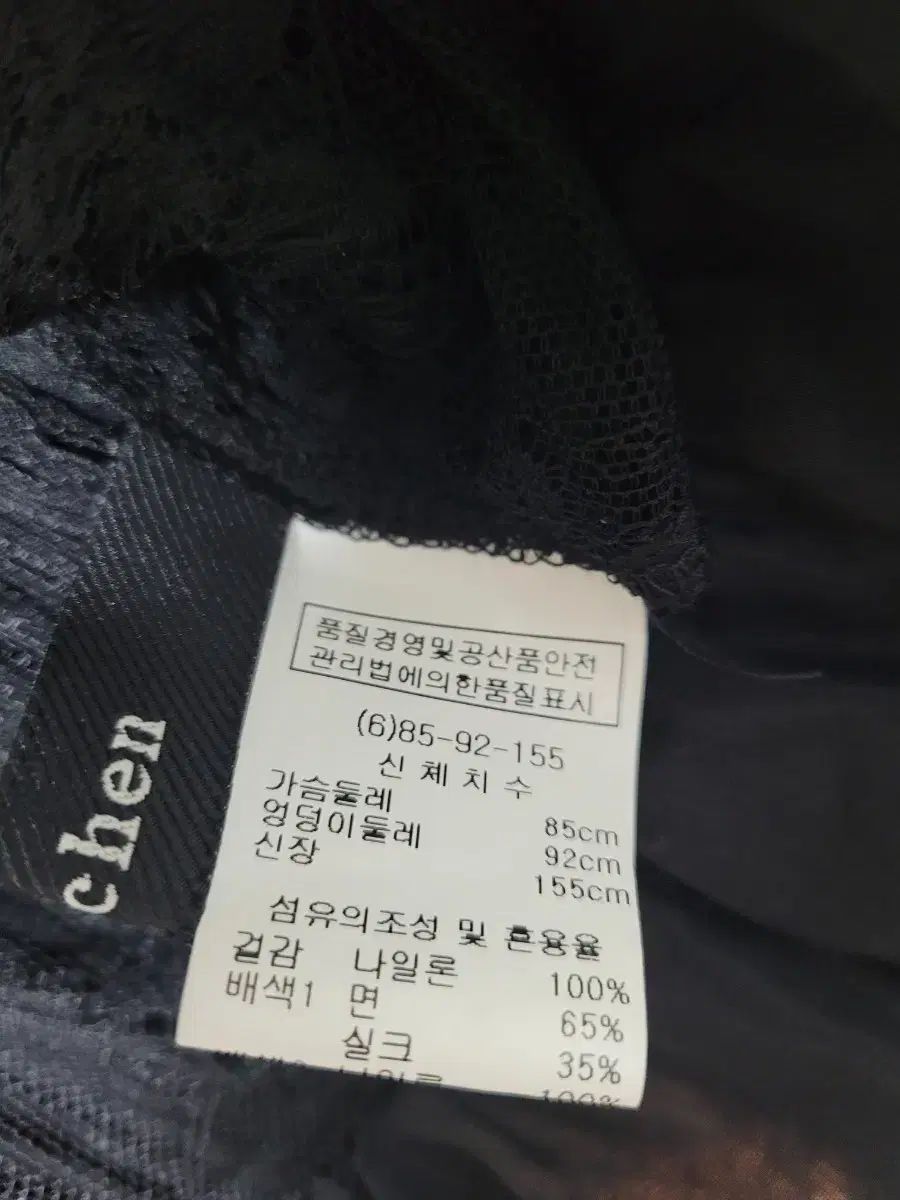 품질경영및공산품안전
관리법에의한품질표시
(6)85-92-155
신 체 치 수
가슴둘레 85cm
엉덩이둘레 92cm
신장 155cm
섬유의조성 및 혼용율
겉감 나일론 100%
배색1 면 65%
실크 35%
chen